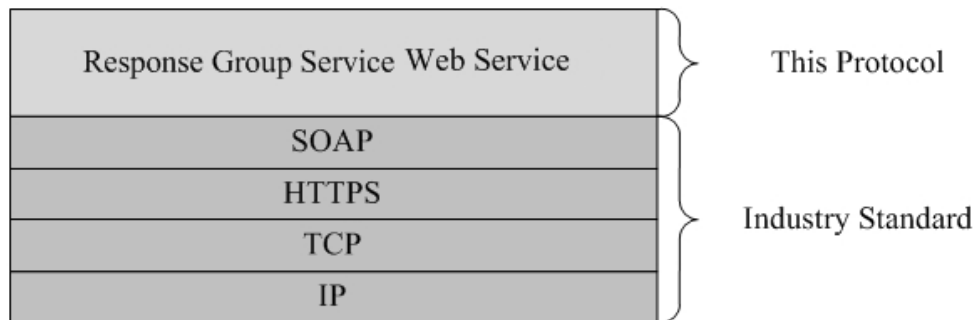 Response Group Service Web Service
This Protocol
SOAP
HTTPS
TCP
IP
Industry Standard